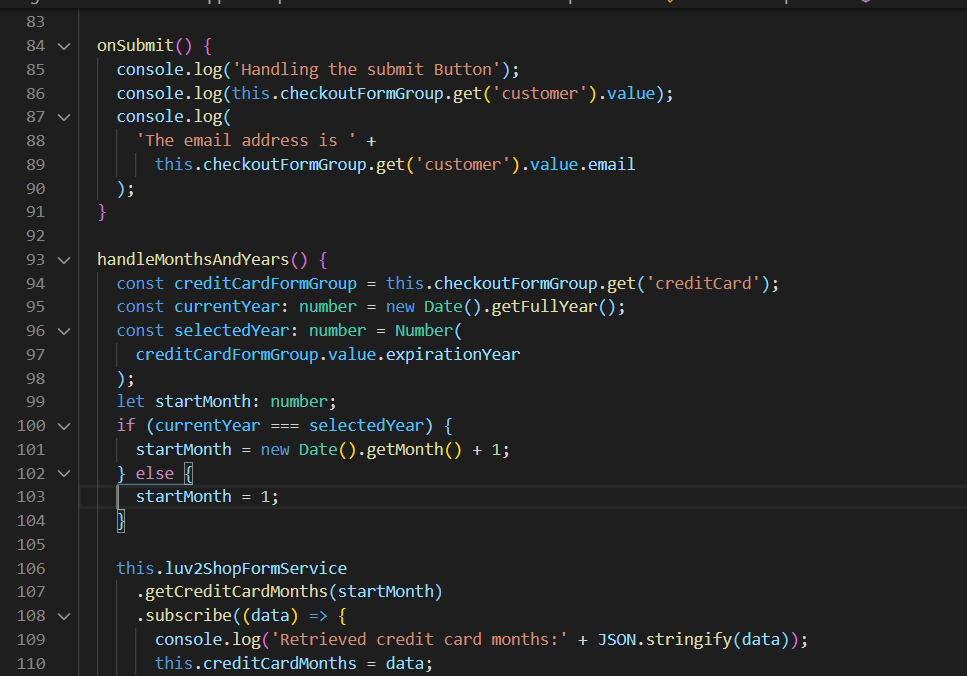 83
84 onSubmit() {
85 console.log('Handling the submit Button');
86 console.log(this.checkoutFormGroup.get('customer').value);
87 console.log(
88 'The email address is ' +
89 this.checkoutFormGroup.get('customer').value.email
90 );
91 }
92
93 handleMonthsAndYears() {
94 const creditCardFormGroup = this.checkoutFormGroup.get('creditCard');
95 const currentYear: number = new Date().getFullYear();
96 const selectedYear: number = Number(
97 creditCardFormGroup.value.expirationYear
98 );
99 let startMonth: number;
100 if (currentYear === selectedYear) {
101 startMonth = new Date().getMonth() + 1;
102 } else {
103 startMonth = 1;
104 }
105
106 this.luv2ShopFormService
107 .getCreditCardMonths(startMonth)
108 .subscribe((data) => {
109 console.log('Retrieved credit card months:' + JSON.stringify(data));
110 this.creditCardMonths = data;